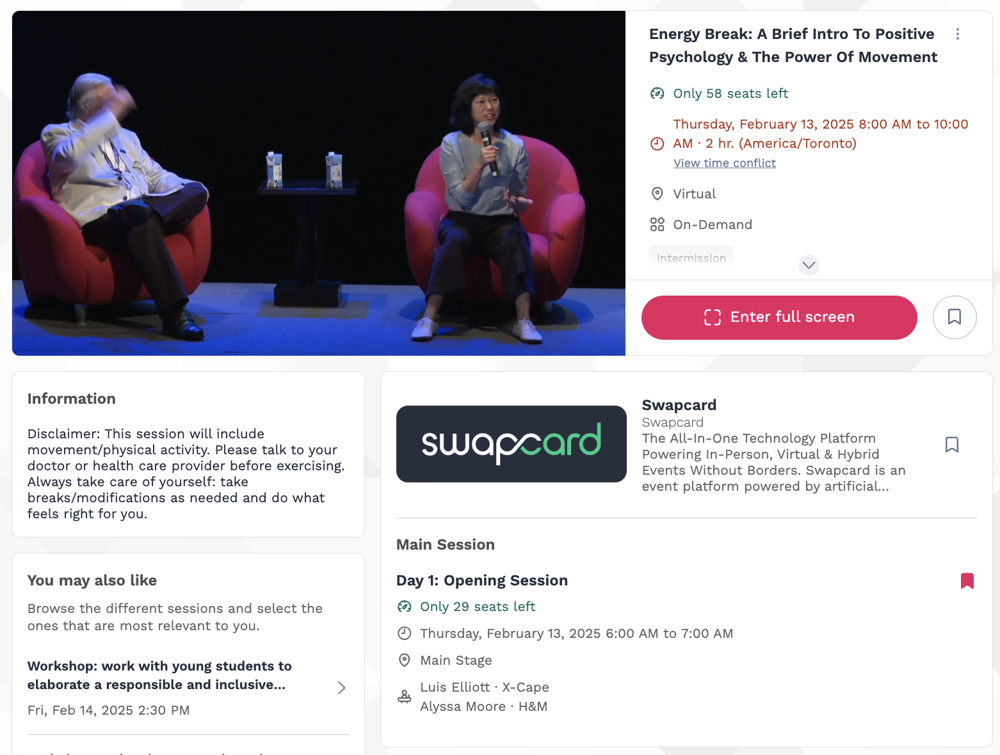 Energy Break: A Brief Intro To Positive
Psychology & The Power Of Movement
Only 58 seats left
Thursday, February 13, 2025 8:00 AM to 10:00
AM · 2 hr. (America/Toronto)
View time conflict
Virtual
On-Demand
Intermission
Enter full screen
Information
Disclaimer: This session will include
movement/physical activity. Please talk to your
doctor or health care provider before exercising.
Always take care of yourself: take
breaks/modifications as needed and do what
feels right for you.
You may also like
Browse the different sessions and select the
ones that are most relevant to you.
Workshop: work with young students to
elaborate a responsible and inclusive...
Fri, Feb 14, 2025 2:30 PM
swapcard
Swapcard
Swapcard
The All-In-One Technology Platform
Powering In-Person, Virtual & Hybrid
Events Without Borders. Swapcard is an
event platform powered by artificial...
Main Session
Day 1: Opening Session
Only 29 seats left
Thursday, February 13, 2025 6:00 AM to 7:00 AM
Main Stage
Luis Elliott · X-Cape
Alyssa Moore · H&M